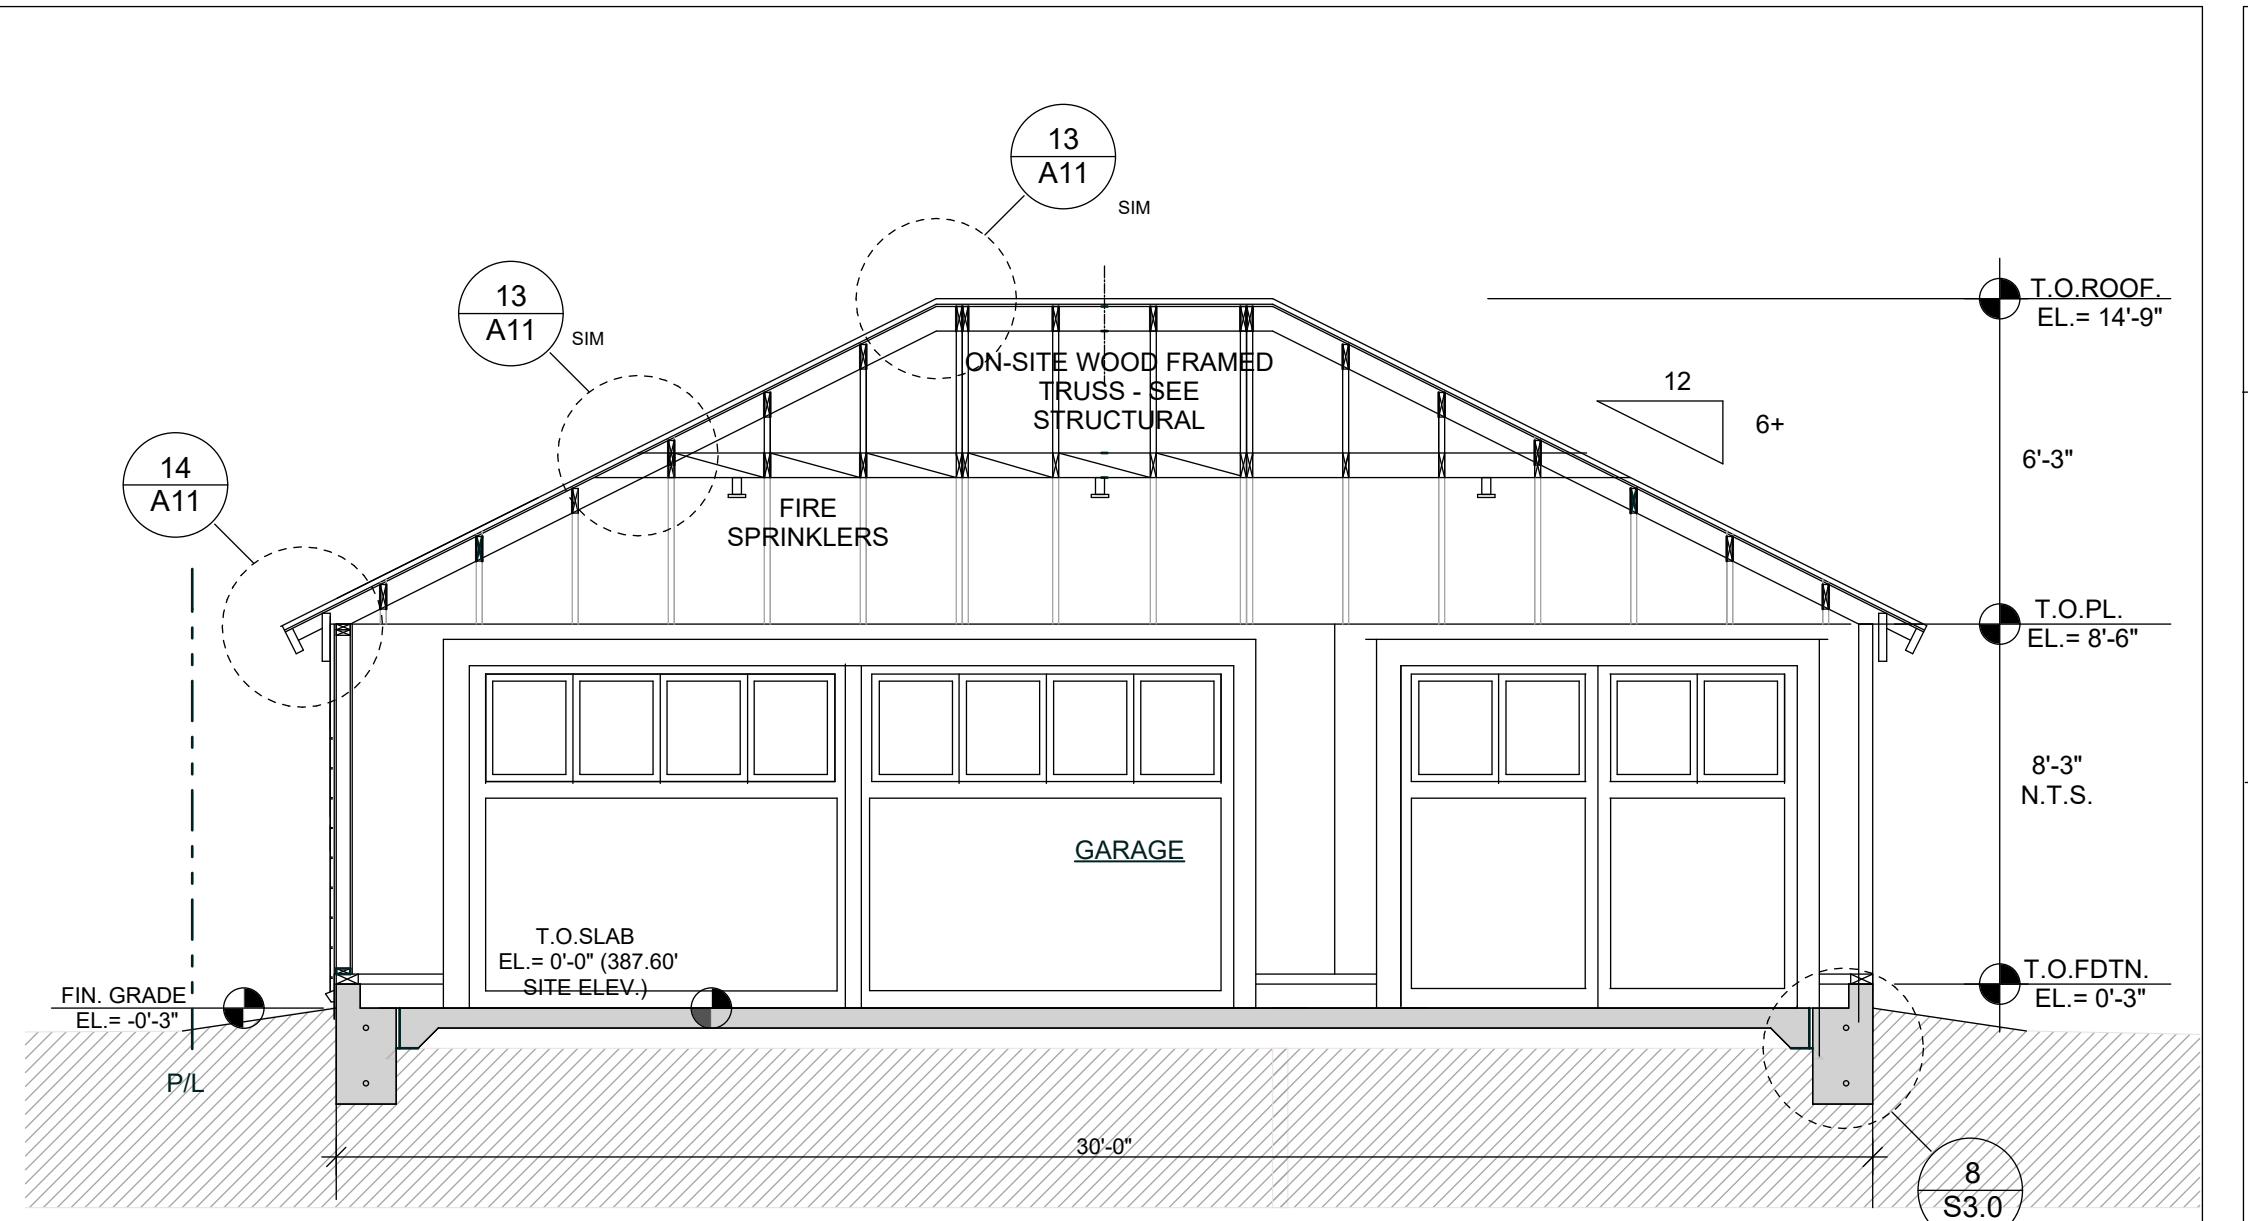 13
A11
SIM
13
A11
SIM
14
A11
T.O.ROOF.
EL.= 14'-9"
ON-SITE WOOD FRAMED
TRUSS - SEE
STRUCTURAL
12
6+
6'-3"
FIRE
SPRINKLERS
T.O.PL.
EL.= 8'-6"
8'-3"
N.T.S.
GARAGE
T.O.SLAB
EL.= 0'-0" (387.60'
SITE ELEV.)
FIN. GRADE
EL.= -0'-3"
T.O.FDTN.
EL.= 0'-3"
P/L
30'-0"
8
S3.0